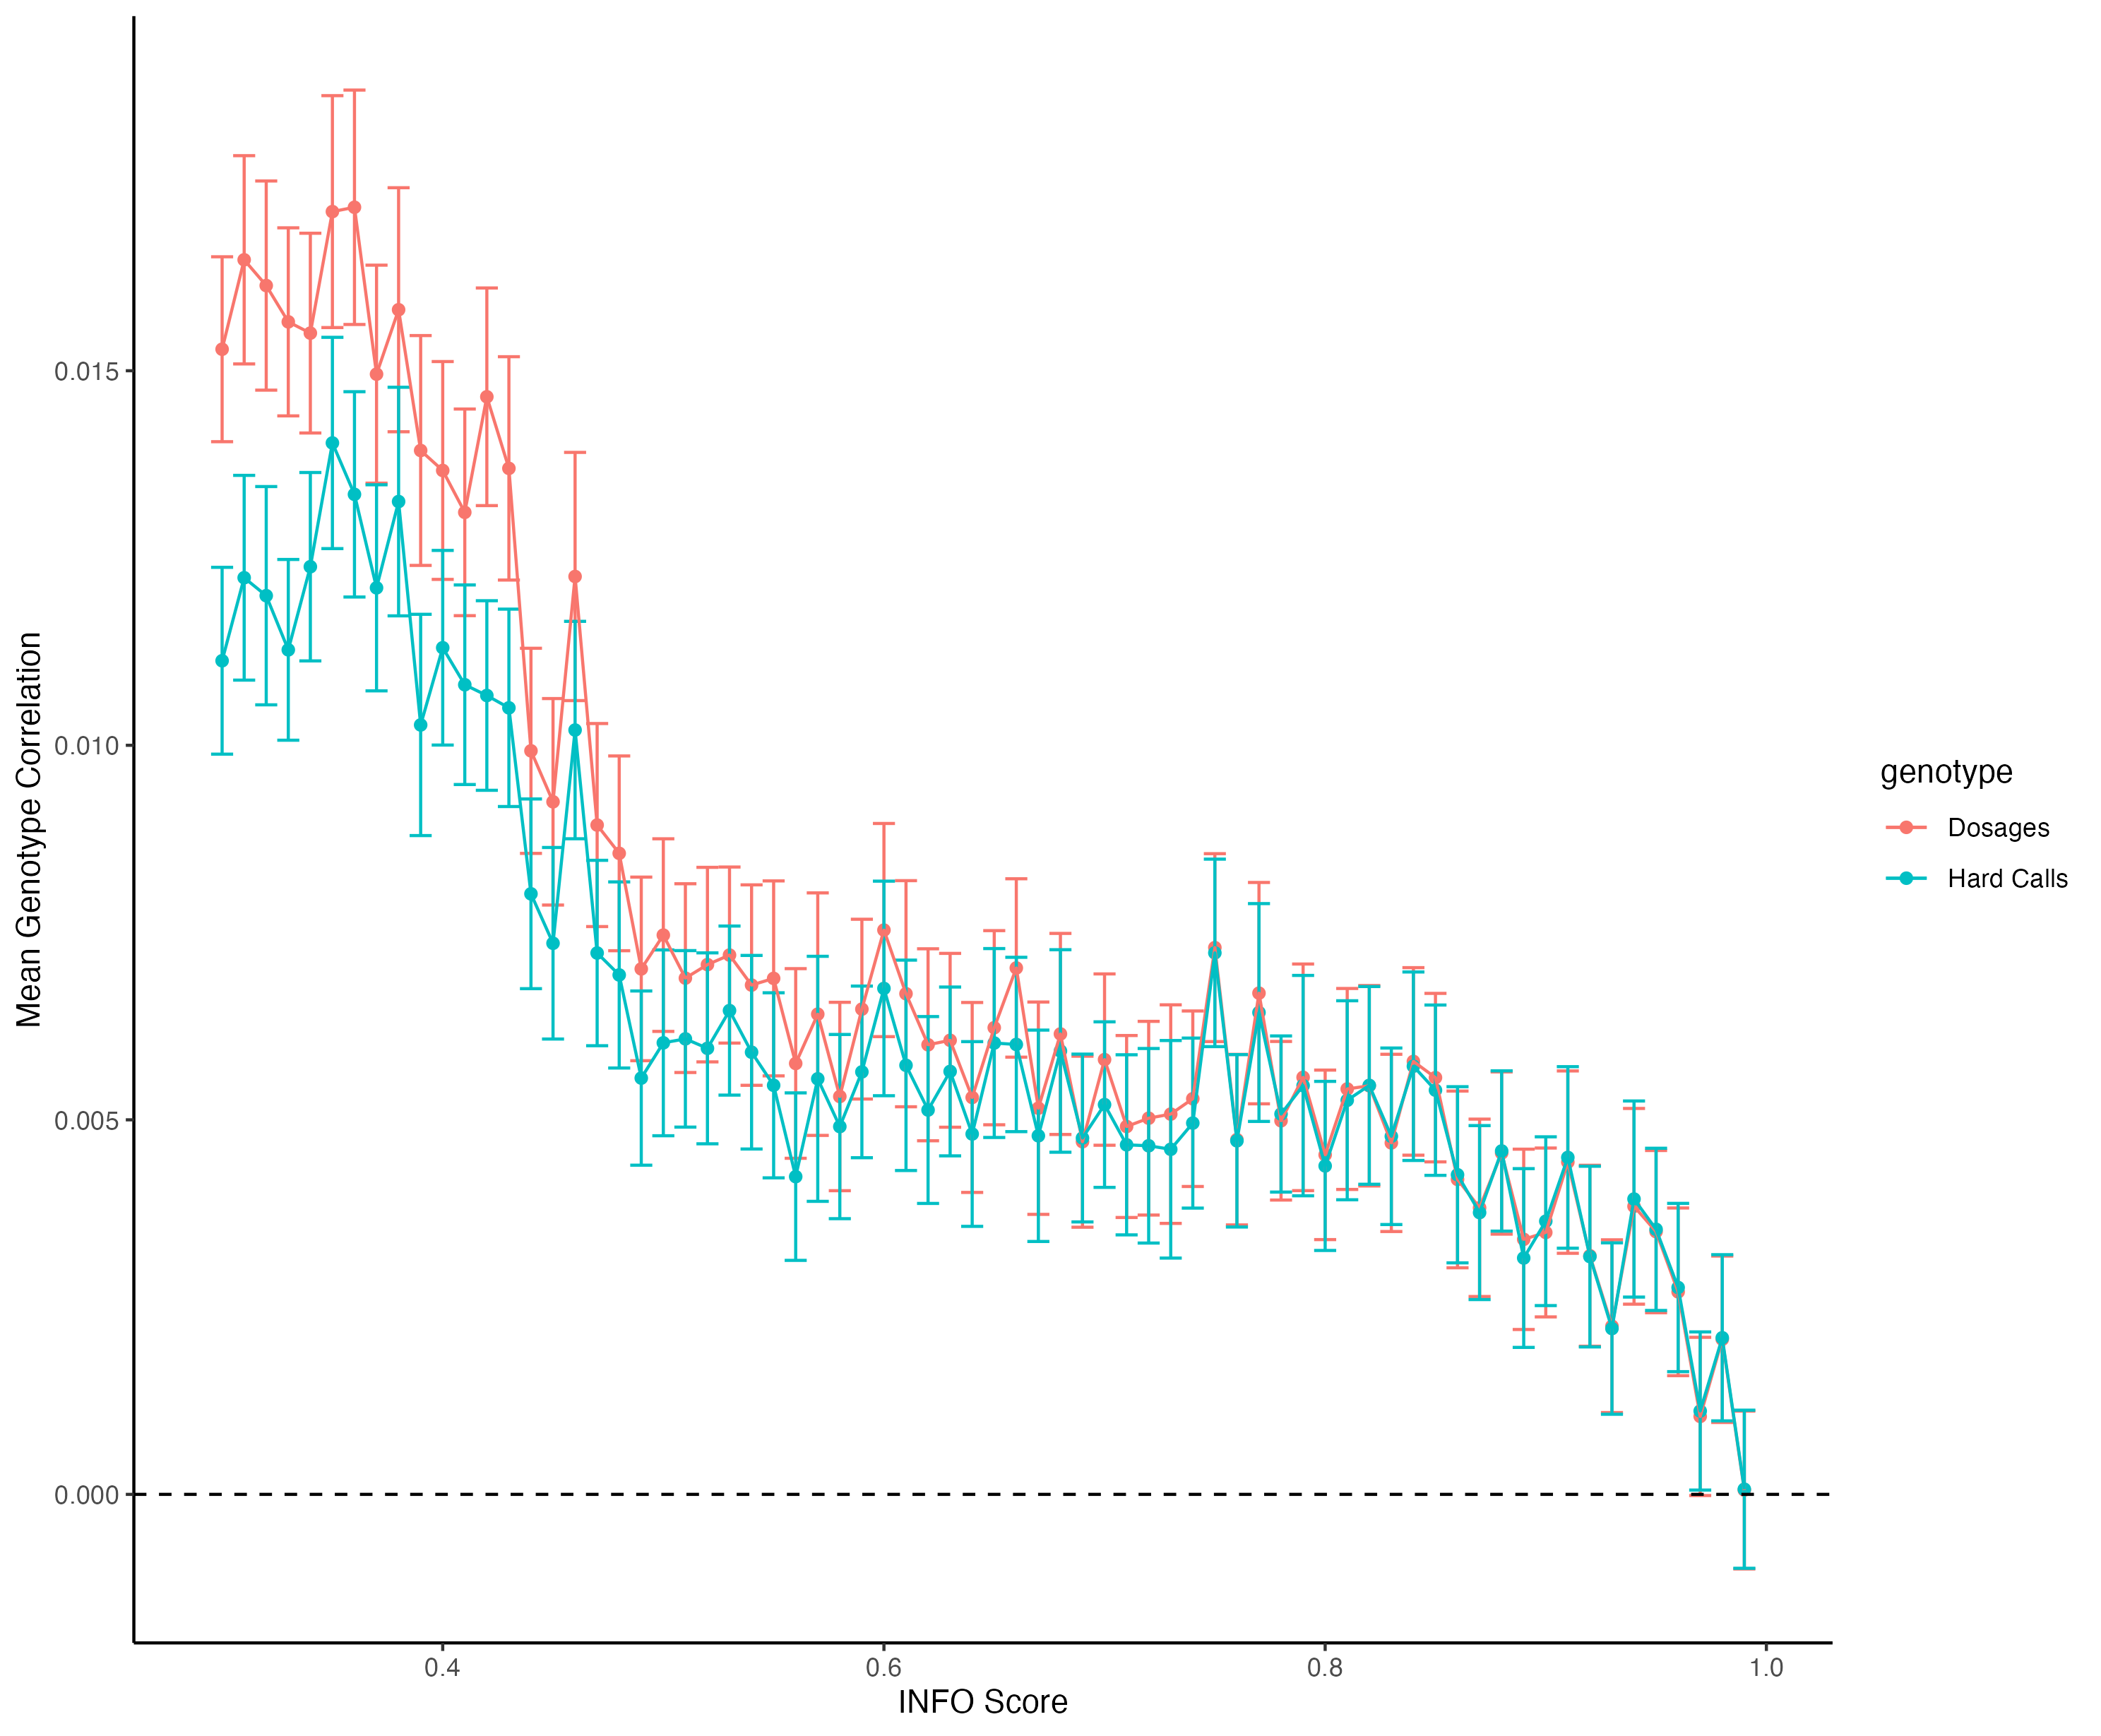 Mean Genotype Correlation
0.015
0.010
0.005
0.000
0.4
0.6
0.8
1.0
INFO Score
genotype
Dosages
Hard Calls